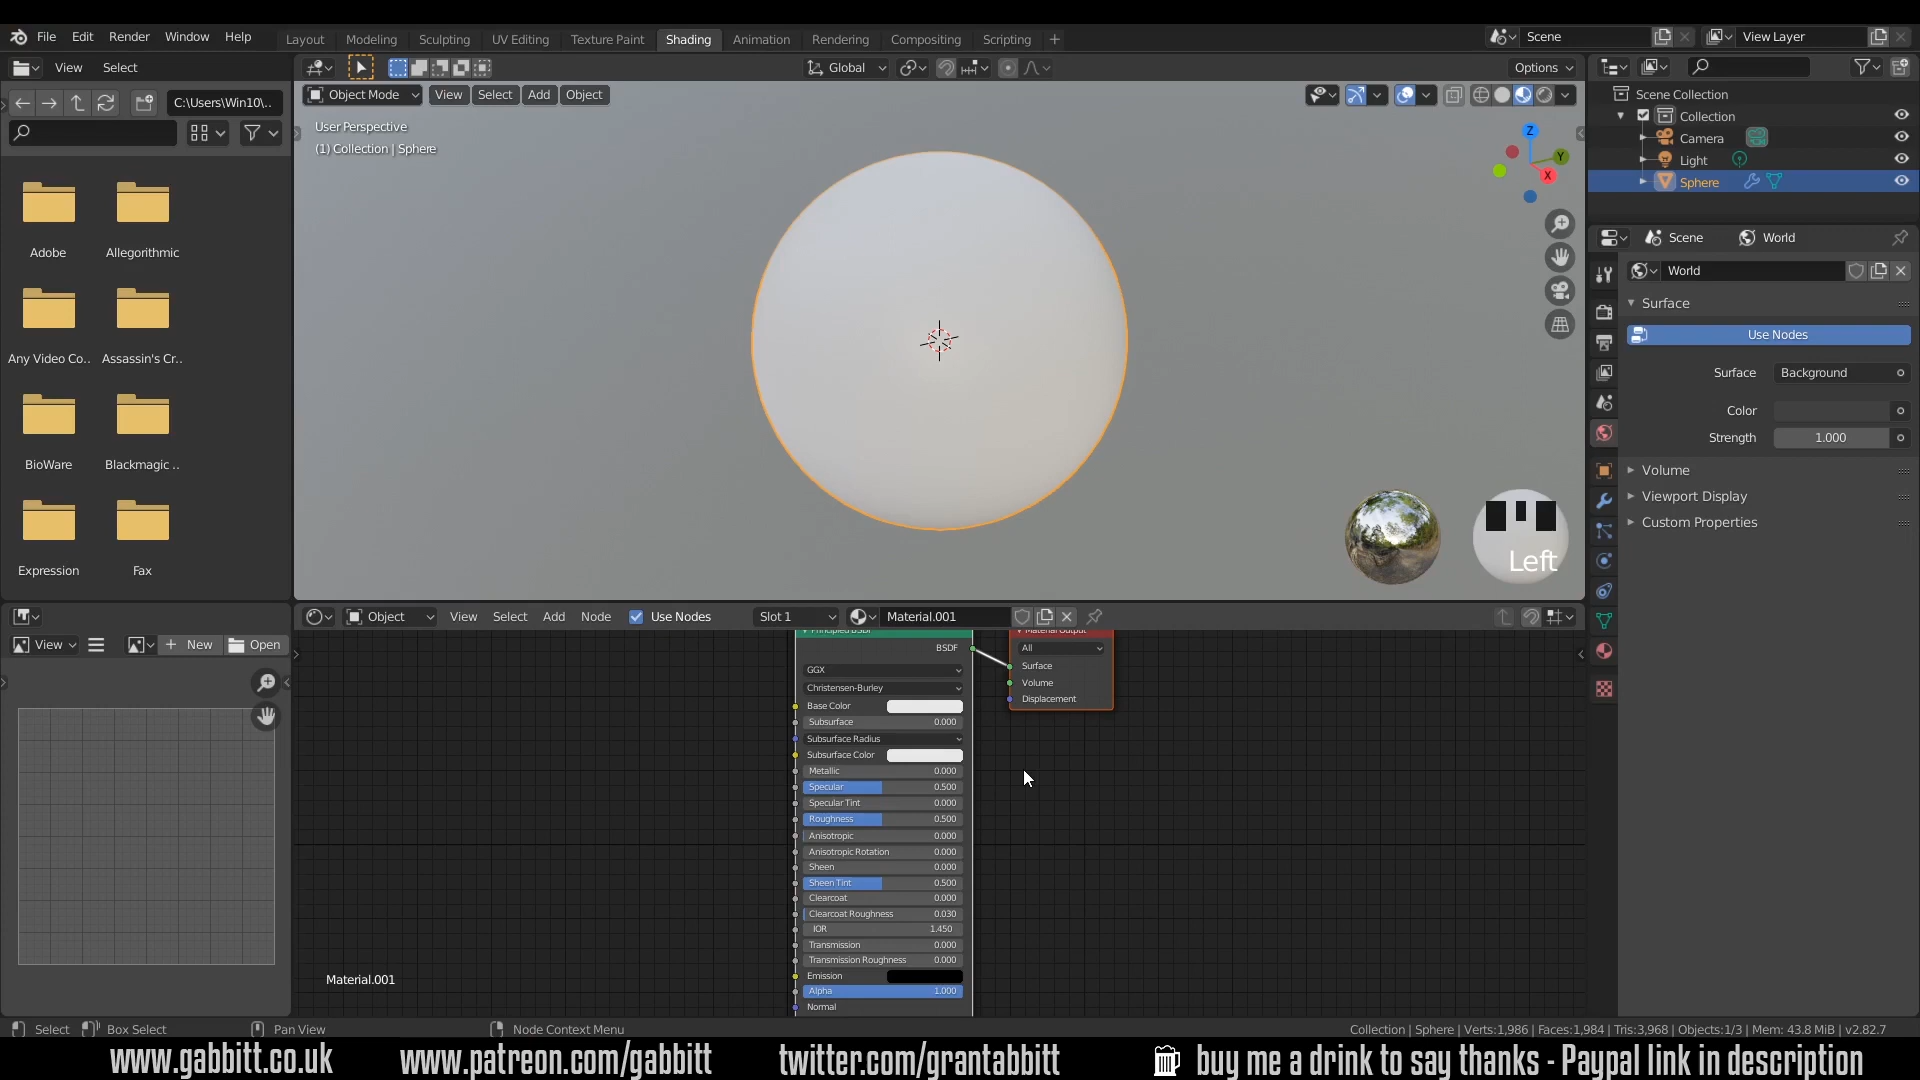 File Edit Render Window Help
Layout Modeling Sculpting UV Editing Texture Paint Shading Animation Rendering Compositing Scripting +
Scene
View Layer
View Select
Global
Options
C:\Users\Win10\..
Object Mode View Select Add Object
User Perspective
(1) Collection | Sphere
Z
Y
X
Adobe
Allegorithmic
Any Video Co..
Assassin's Cr..
BioWare
Blackmagic ..
Expression
Fax
Left
Scene Collection
Collection
Camera
Light
Sphere
Scene World
World
Surface
Use Nodes
Surface Background
Color
Strength 1.000
Volume
Viewport Display
Custom Properties
View + New Open
Object View Select Add Node Use Nodes Slot 1 Material.001
Principled BSDF
BSDF
GGX
Christensen-Burley
Base Color
Subsurface 0.000
Subsurface Radius
Subsurface Color
Metallic 0.000
Specular 0.500
Specular Tint 0.000
Roughness 0.500
Anisotropic 0.000
Anisotropic Rotation 0.000
Sheen 0.000
Sheen Tint 0.500
Clearcoat 0.000
Clearcoat Roughness 0.030
IOR 1.450
Transmission 0.000
Transmission Roughness 0.000
Emission
Alpha 1.000
Normal
Material Output
All
Surface
Volume
Displacement
Material.001
Select Box Select Pan View Node Context Menu
Collection | Sphere | Verts:1,986 | Faces:1,984 | Tris:3,968 | Objects:1/3 | Mem: 43.8 MiB | v2.82.7
www.gabbitt.co.uk www.patreon.com/gabbitt twitter.com/grantabbitt buy me a drink to say thanks - Paypal link in description